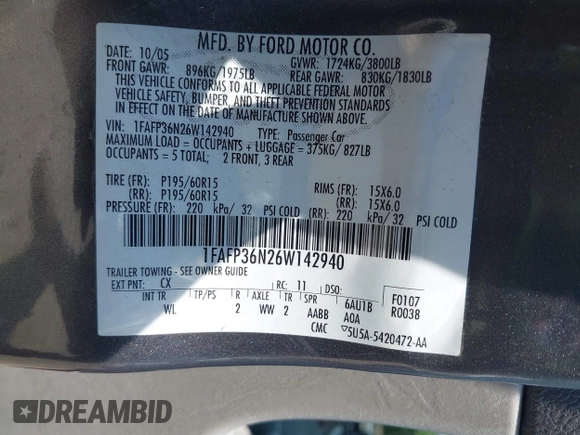 MFD. BY FORD MOTOR CO.
DATE: 10/05 GVWR: 1724KG/3800LB
FRONT GAWR: 896KG/1975LB REAR GAWR: 830KG/1830LB
THIS VEHICLE CONFORMS TO ALL APPLICABLE FEDERAL MOTOR
VEHICLE SAFETY, BUMPER, AND THEFT PREVENTION STANDARDS
IN EFFECT ON THE DATE OF MANUFACTURE SHOWN ABOVE.
VIN: 1FAFP36N26W142940 TYPE: Passenger Car
MAXIMUM LOAD = OCCUPANTS + LUGGAGE = 375KG/ 827LB
OCCUPANTS = 5 TOTAL; 2 FRONT, 3 REAR
TIRE (FR): P195/60R15 RIMS (FR): 15X6.0
(RR): P195/60R15 (RR): 15X6.0
PRESSURE (FR): 220 kPa/ 32 PSI COLD (RR): 220 kPa/ 32 PSI COLD
1FAFP36N26W142940
TRAILER TOWING - SEE OWNER GUIDE
EXT PNT: CX RC: 11 DSO:
INT TR TP/PS R AXLE TR SPR 6AU1B F0107
WL 2 WW 2 AABB A0A R0038
CMC ▽5U5A-5420472-AA
DREAMBID